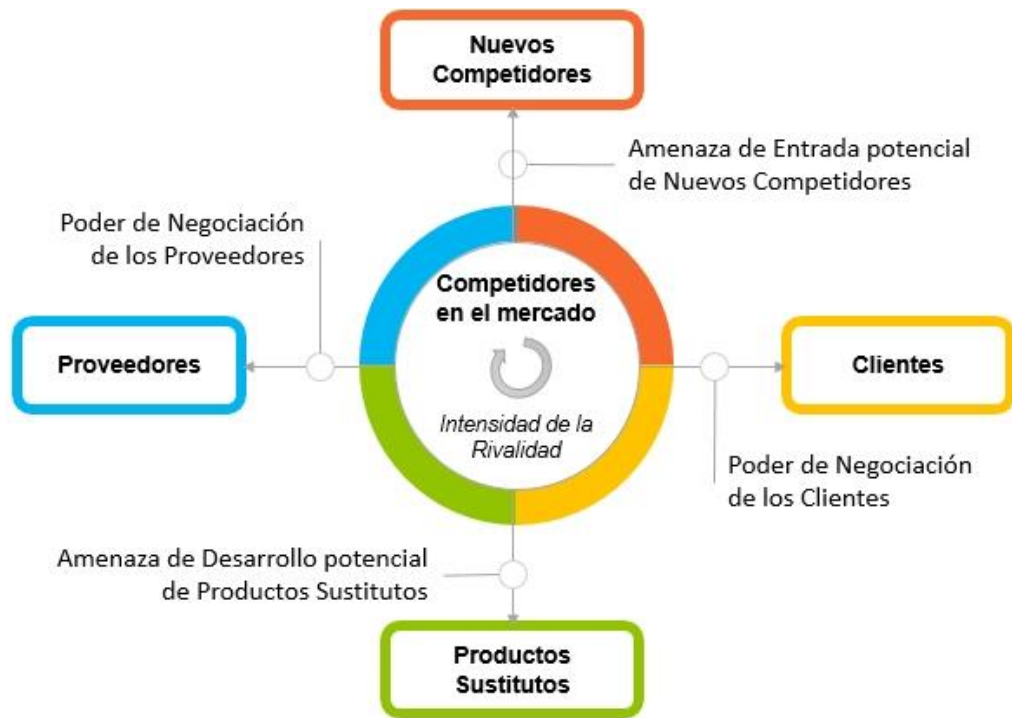 Nuevos
Competidores
Amenaza de Entrada potencial
de Nuevos Competidores
Poder de Negociación
de los Proveedores
Competidores
en el mercado
Proveedores
Clientes
Intensidad de la
Rivalidad
Poder de Negociación
de los Clientes
Amenaza de Desarrollo potencial
de Productos Sustitutos
Productos
Sustitutos